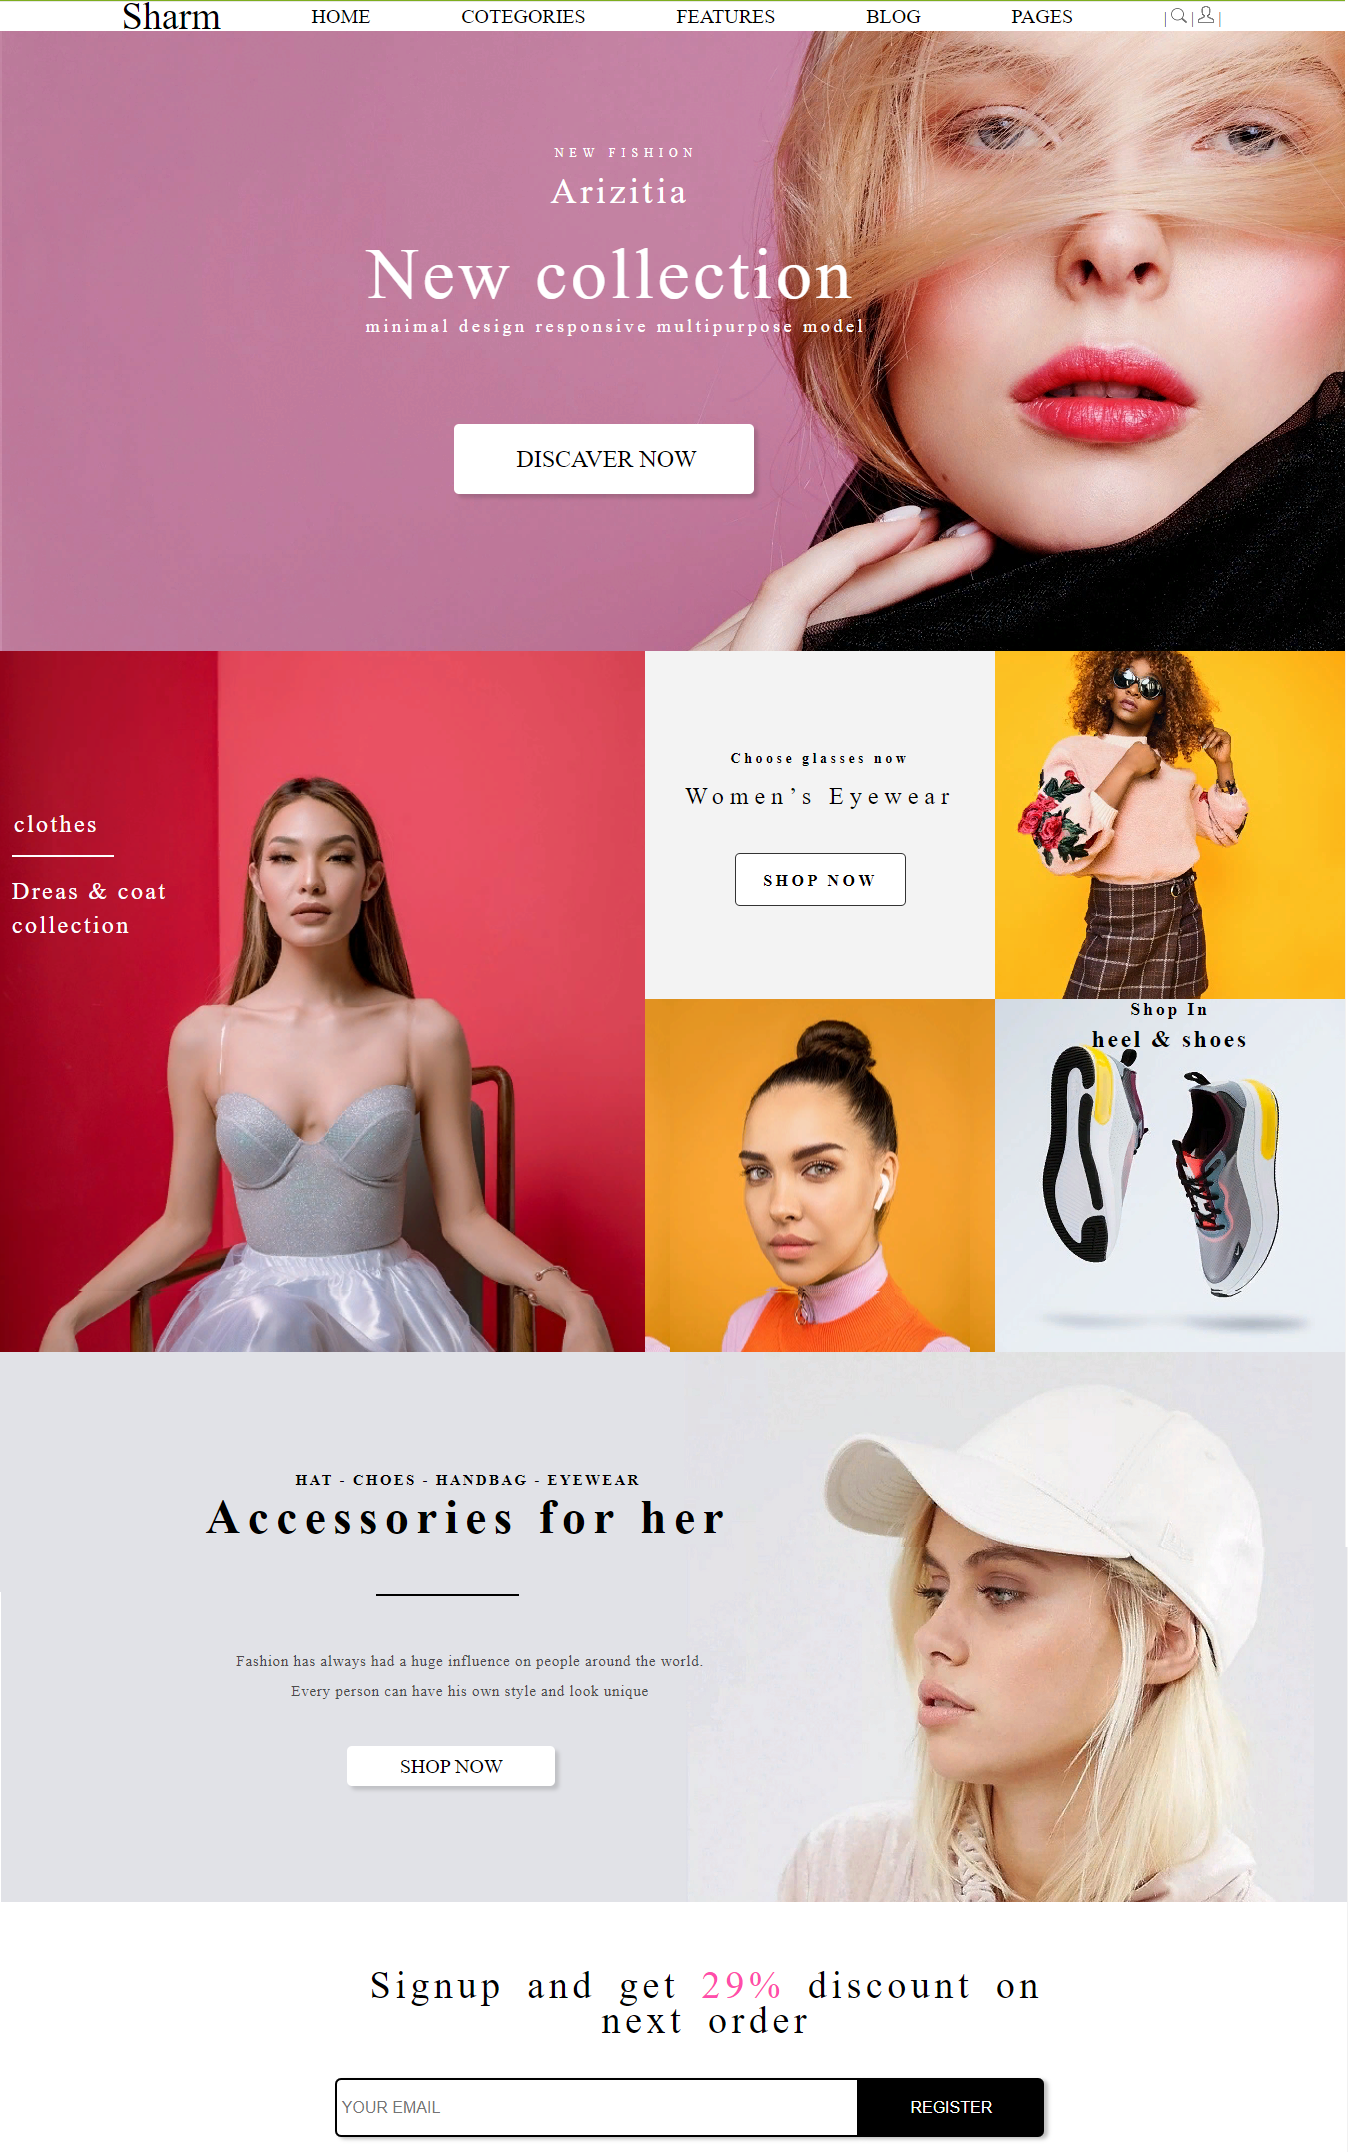 Sharm
HOME
COTEGORIES
FEATURES
BLOG
PAGES
NEW FISHION
Arizitia
New collection
minimal design responsive multipurpose model
DISCAVER NOW
clothes
Dreas & coat
collection
Choose glasses now
Women’s Eyewear
SHOP NOW
Shop In
heel & shoes
HAT - CHOES - HANDBAG - EYEWEAR
Accessories for her
Fashion has always had a huge influence on people around the world.
Every person can have his own style and look unique
SHOP NOW
Signup and get 29% discount on
next order
YOUR EMAIL
REGISTER